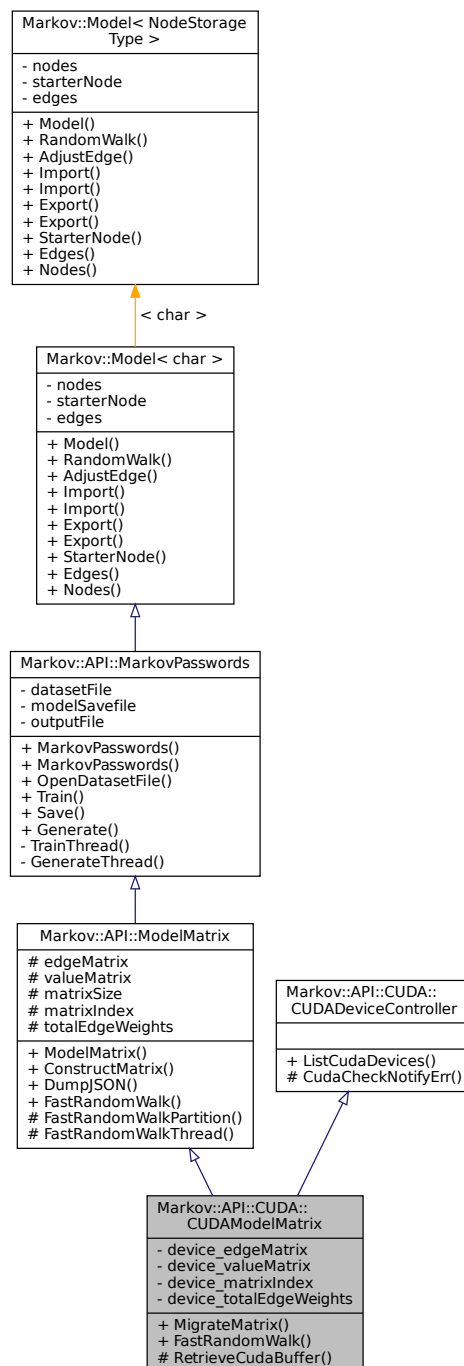 Markov::Model< NodeStorage
Type >
- nodes
- starterNode
- edges
+ Model()
+ RandomWalk()
+ AdjustEdge()
+ Import()
+ Import()
+ Export()
+ Export()
+ StarterNode()
+ Edges()
+ Nodes()
< char >
Markov::Model< char >
- nodes
- starterNode
- edges
+ Model()
+ RandomWalk()
+ AdjustEdge()
+ Import()
+ Import()
+ Export()
+ Export()
+ StarterNode()
+ Edges()
+ Nodes()
Markov::API::MarkovPasswords
- datasetFile
- modelSavefile
- outputFile
+ MarkovPasswords()
+ MarkovPasswords()
+ OpenDatasetFile()
+ Train()
+ Save()
+ Generate()
- TrainThread()
- GenerateThread()
Markov::API::ModelMatrix
# edgeMatrix
# valueMatrix
# matrixSize
# matrixIndex
# totalEdgeWeights
+ ModelMatrix()
+ ConstructMatrix()
+ DumpJSON()
+ FastRandomWalk()
# FastRandomWalkPartition()
# FastRandomWalkThread()
Markov::API::CUDA::
CUDADeviceController
+ ListCudaDevices()
# CudaCheckNotifyErr()
Markov::API::CUDA::
CUDAModelMatrix
- device_edgeMatrix
- device_valueMatrix
- device_matrixIndex
- device_totalEdgeWeights
+ MigrateMatrix()
+ FastRandomWalk()
# RetrieveCudaBuffer()